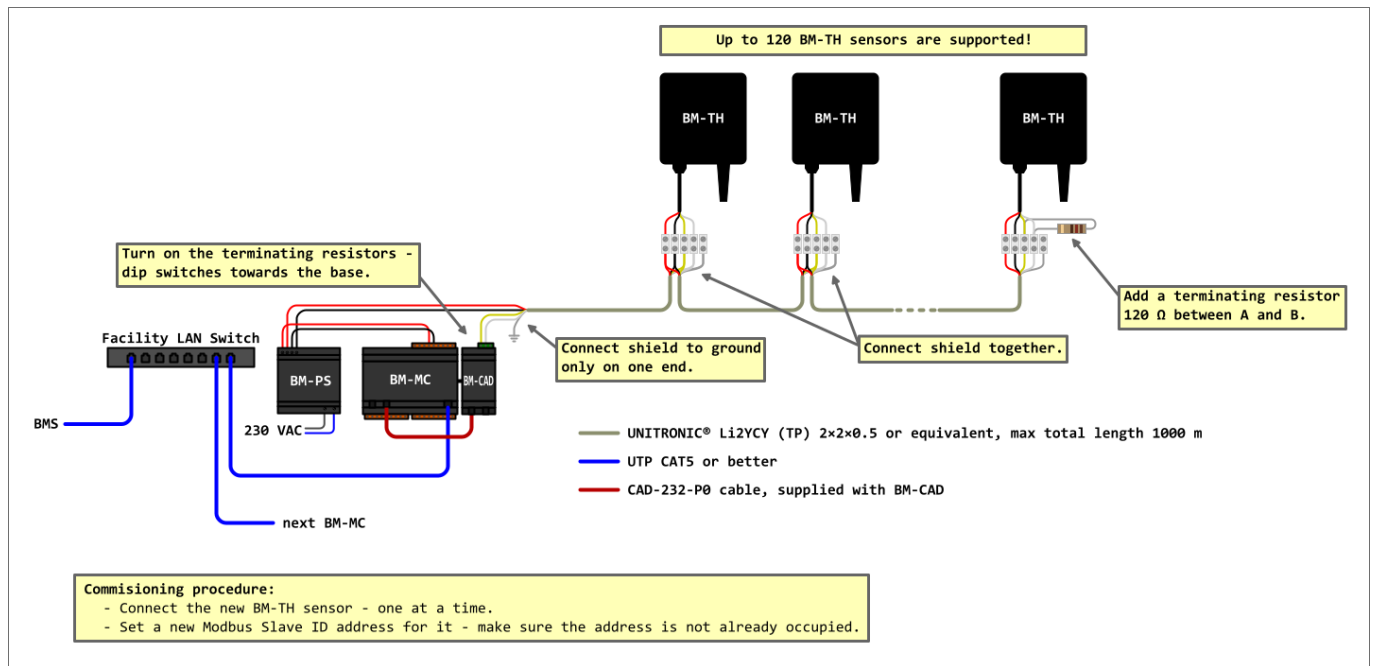 Up to 120 BM-TH sensors are supported!
BM-TH
BM-TH
BM-TH
Turn on the terminating resistors -
dip switches towards the base.
Add a terminating resistor
120 Ω between A and B.
Facility LAN Switch
Connect shield to ground
only on one end.
Connect shield together.
BM-PS
BM-MC
BM-CAD
BMS
230 VAC
UNITRONIC® Li2YCY (TP) 2×2×0.5 or equivalent, max total length 1000 m
UTP CAT5 or better
CAD-232-P0 cable, supplied with BM-CAD
next BM-MC
Commisioning procedure:
- Connect the new BM-TH sensor - one at a time.
- Set a new Modbus Slave ID address for it - make sure the address is not already occupied.